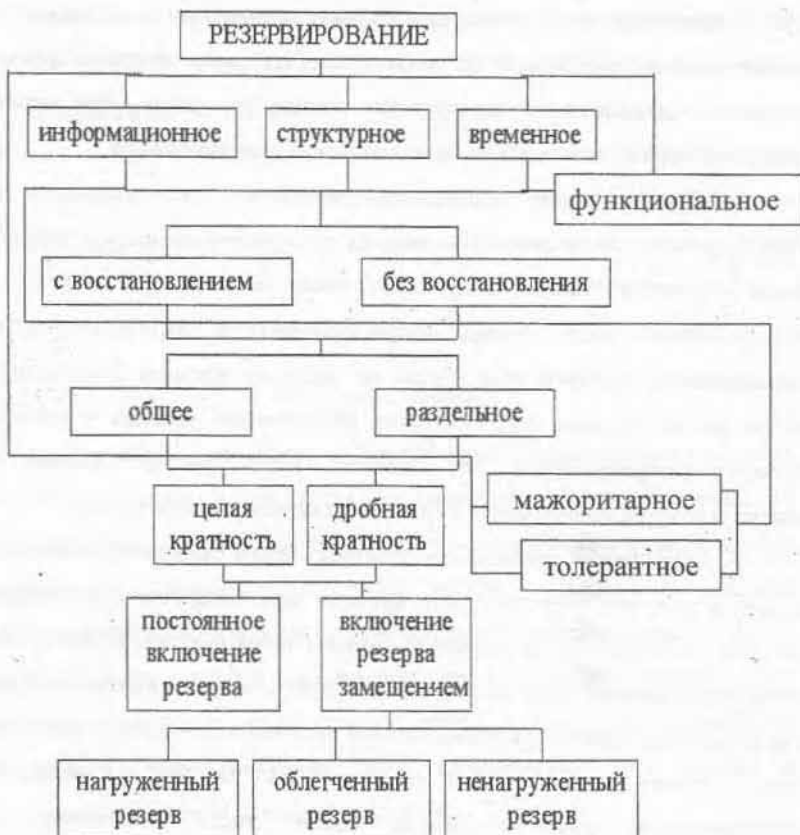 РЕЗЕРВИРОВАНИЕ
информационное
структурное
временное
функциональное
с восстановлением
без восстановления
общее
раздельное
целая
кратность
дробная
кратность
мажоритарное
толерантное
постоянное
включение
резерва
включение
резерва
замещением
нагруженный
резерв
облегченный
резерв
ненагруженный
резерв